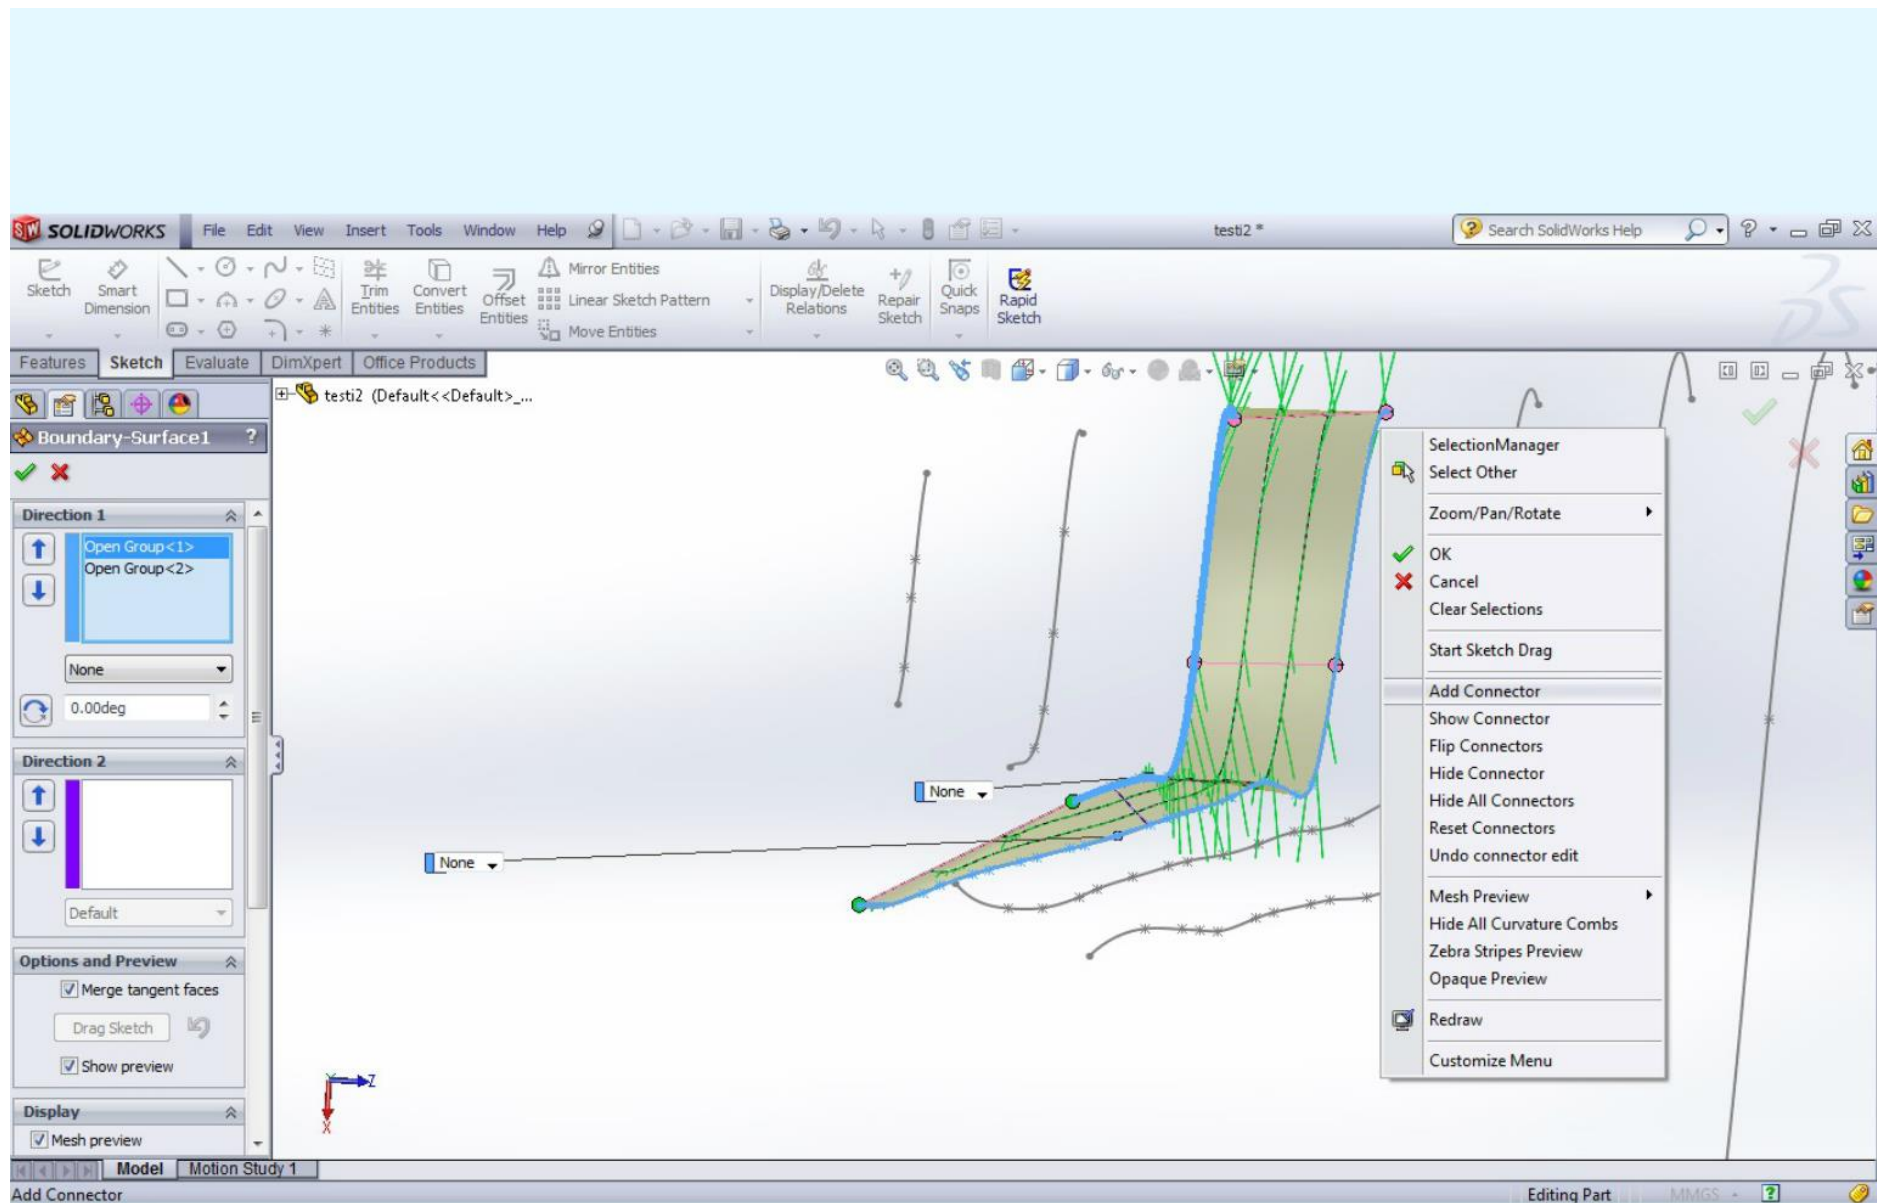 SOLIDWORKS File Edit View Insert Tools Window Help testi2 * Search SolidWorks Help
Sketch Smart Dimension Trim Entities Convert Entities Offset Entities Mirror Entities
Linear Sketch Pattern
Move Entities
Display/Delete Relations Repair Sketch Quick Snaps Rapid Sketch
Features Sketch Evaluate DimXpert Office Products
testi2 (Default<<Default>_...
Boundary-Surface1 ?
Direction 1
Open Group<1>
Open Group<2>
None
0.00deg
Direction 2
Default
Options and Preview
Merge tangent faces
Drag Sketch
Show preview
Display
Mesh preview
None
None
Z
X
SelectionManager
Select Other
Zoom/Pan/Rotate
OK
Cancel
Clear Selections
Start Sketch Drag
Add Connector
Show Connector
Flip Connectors
Hide Connector
Hide All Connectors
Reset Connectors
Undo connector edit
Mesh Preview
Hide All Curvature Combs
Zebra Stripes Preview
Opaque Preview
Redraw
Customize Menu
Model Motion Study 1
Add Connector Editing Part MMGS